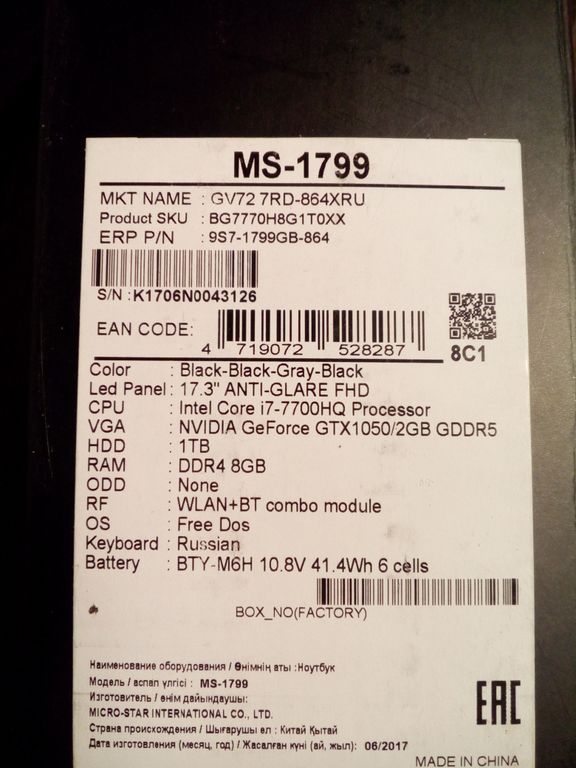 MS-1799
MKT NAME : GV72 7RD-864XRU
Product SKU : BG7770H8G1T0XX
ERP P/N : 9S7-1799GB-864
S/N : K1706N0043126
EAN CODE:
4 719072 528287
8C1
Color : Black-Black-Gray-Black
Led Panel : 17.3" ANTI-GLARE FHD
CPU : Intel Core i7-7700HQ Processor
VGA : NVIDIA GeForce GTX1050/2GB GDDR5
HDD : 1TB
RAM : DDR4 8GB
ODD : None
RF : WLAN+BT combo module
OS : Free Dos
Keyboard : Russian
Battery : BTY-M6H 10.8V 41.4Wh 6 cells
BOX_NO(FACTORY)
Наименование оборудования / Өнімнің аты :Ноутбук
Модель / аспап үлгісі : MS-1799
Изготовитель / өнім дайындаушы:
MICRO-STAR INTERNATIONAL CO., LTD.
Страна происхождения / Шығарушы ел : Китай Қытай
Дата изготовления (месяц, год) / Жасалған күні (ай, жыл): 06/2017
EAC
MADE IN CHINA